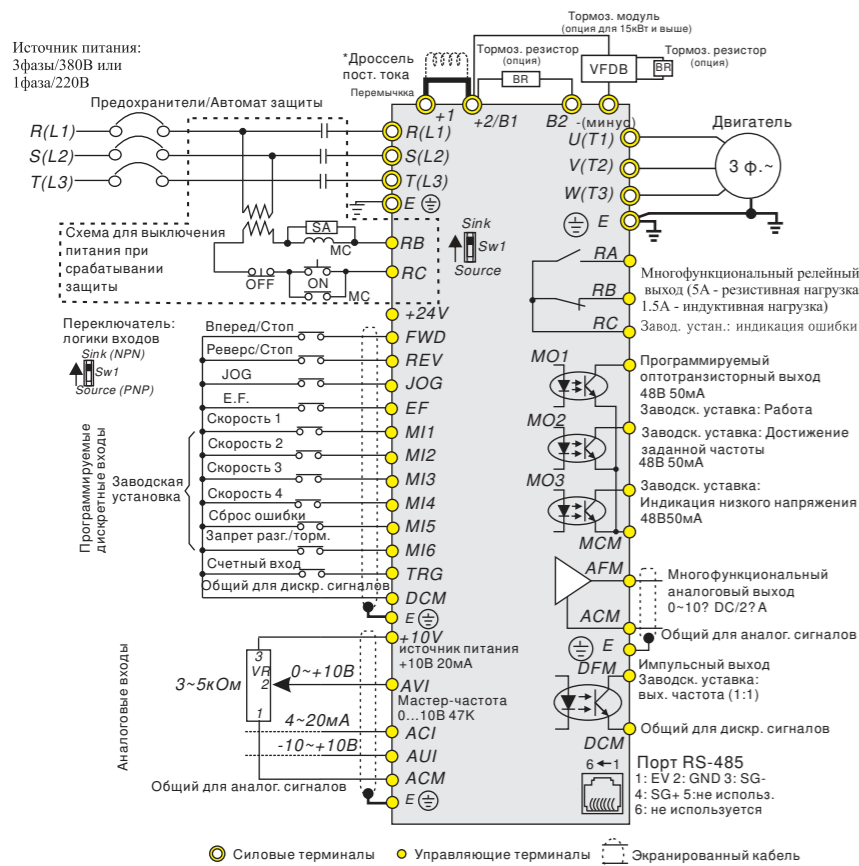 Источник питания:
3фазы/380В или
1фаза/220В
Предохранители/Автомат защиты
R(L1)
S(L2)
T(L3)
*Дроссель
пост. тока
Перемычкка
Тормоз. модуль
(опция для 15кВт и выше)
Тормоз. резистор
(опция)
BR
VFDB
BR
Тормоз. резистор
(опция)
+1
+2/B1
B2
-(минус)
R(L1)
S(L2)
T(L3)
E
U(T1)
V(T2)
W(T3)
E
Двигатель
3 ф.~
Схема для выключения
питания при
срабатывании
защиты
SA
MC
OFF
ON
MC
RB
RC
Sink
Sw1
Source
RA
RB
RC
Многофункциональный релейный
выход (5А - резистивная нагрузка
1.5А - индуктивная нагрузка)
Завод. устан.: индикация ошибки
Переключатель:
логики входов
Sink (NPN)
Sw1
Source (PNP)
Программируемые
дискретные входы
Заводская
установка
+24V
Вперед/Стоп
FWD
Реверс/Стоп
REV
JOG
JOG
E.F.
EF
Скорость 1
MI1
Скорость 2
MI2
Скорость 3
MI3
Скорость 4
MI4
Сброс ошибки
MI5
Запрет разг./торм.
MI6
Счетный вход
TRG
Общий для дискр. сигналов
DCM
E
MO1
Программируемый
оптотранзисторный выход
48В 50мА
Заводск. уставка: Работа
MO2
Заводск. уставка: Достижение
заданной частоты
48В 50мА
MO3
Заводск. уставка:
Индикация низкого напряжения
48В50мА
MCM
AFM
Многофункциональный
аналоговый выход
0~10? DC/2? A
ACM
Общий для аналог. сигналов
E
DFM
Импульсный выход
Заводск. уставка:
вых. частота (1:1)
DCM
Общий для дискр. сигналов
Аналоговые входы
3~5кОм
3
VR
2
1
+10V
источник питания
+10В 20мА
0~+10В
AVI
Мастер-частота
0...10В 47K
4~20мА
ACI
-10~+10В
AUI
ACM
Общий для аналог. сигналов
E
6←1
Порт RS-485
1: EV 2: GND 3: SG-
4: SG+ 5:не использ.
6: не используется
Силовые терминалы
Управляющие терминалы
Экранированный кабель